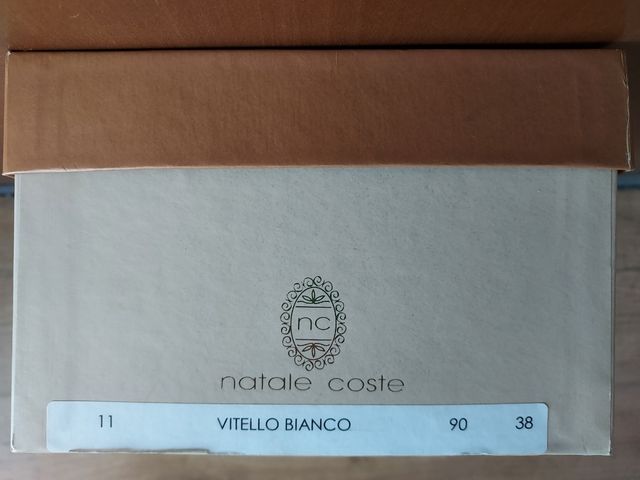 nc
natale coste
11 VITELLO BIANCO 90 38